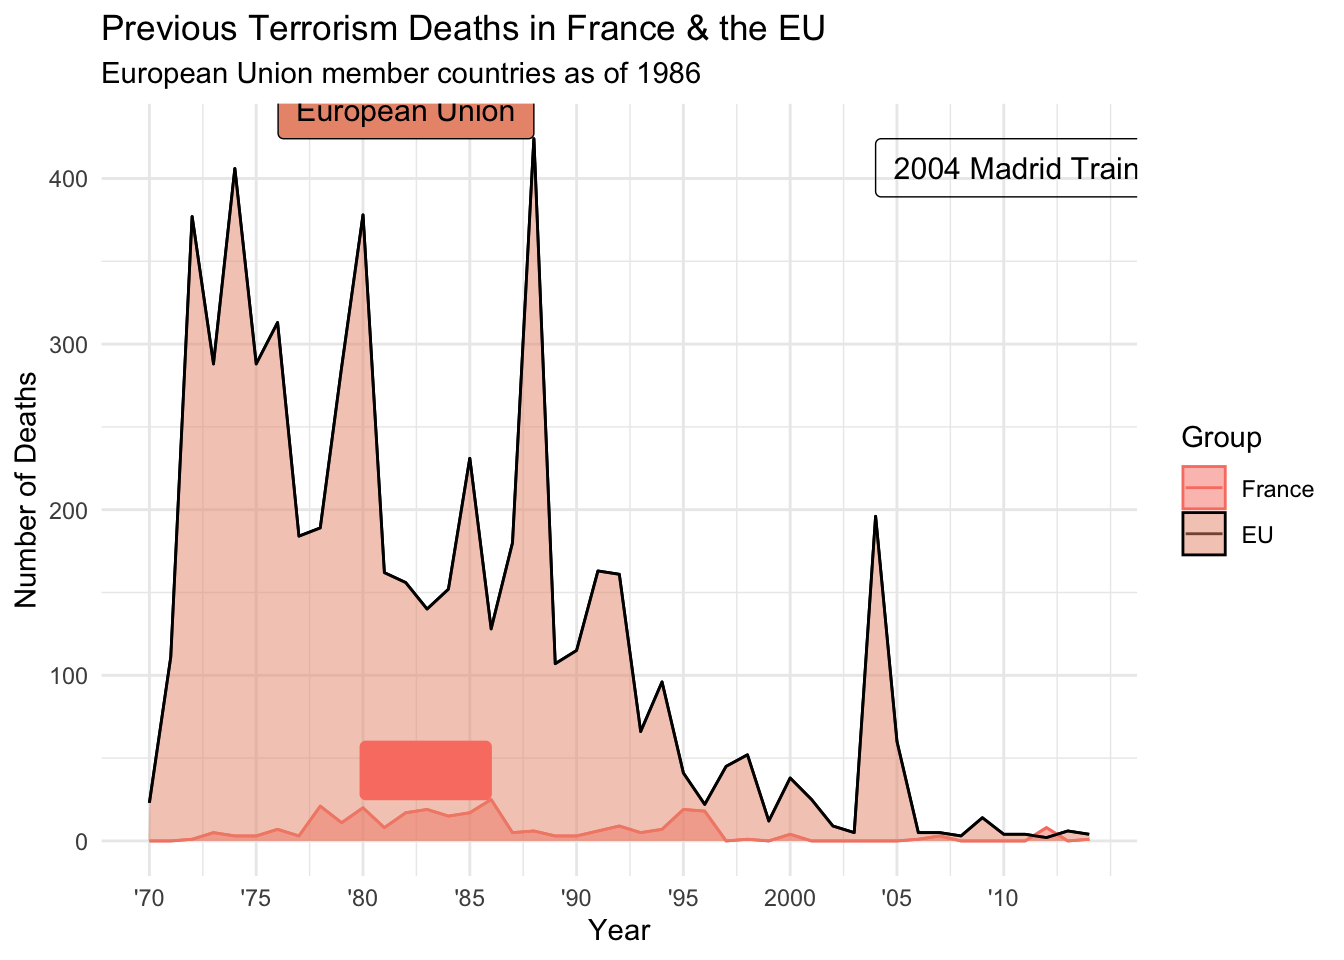 Previous Terrorism Deaths in France & the EU
European Union member countries as of 1986
European Union
2004 Madrid Train
400
300
200
100
0
Number of Deaths
'70 '75 '80 '85 '90 '95 2000 '05 '10
Year
Group
France
EU